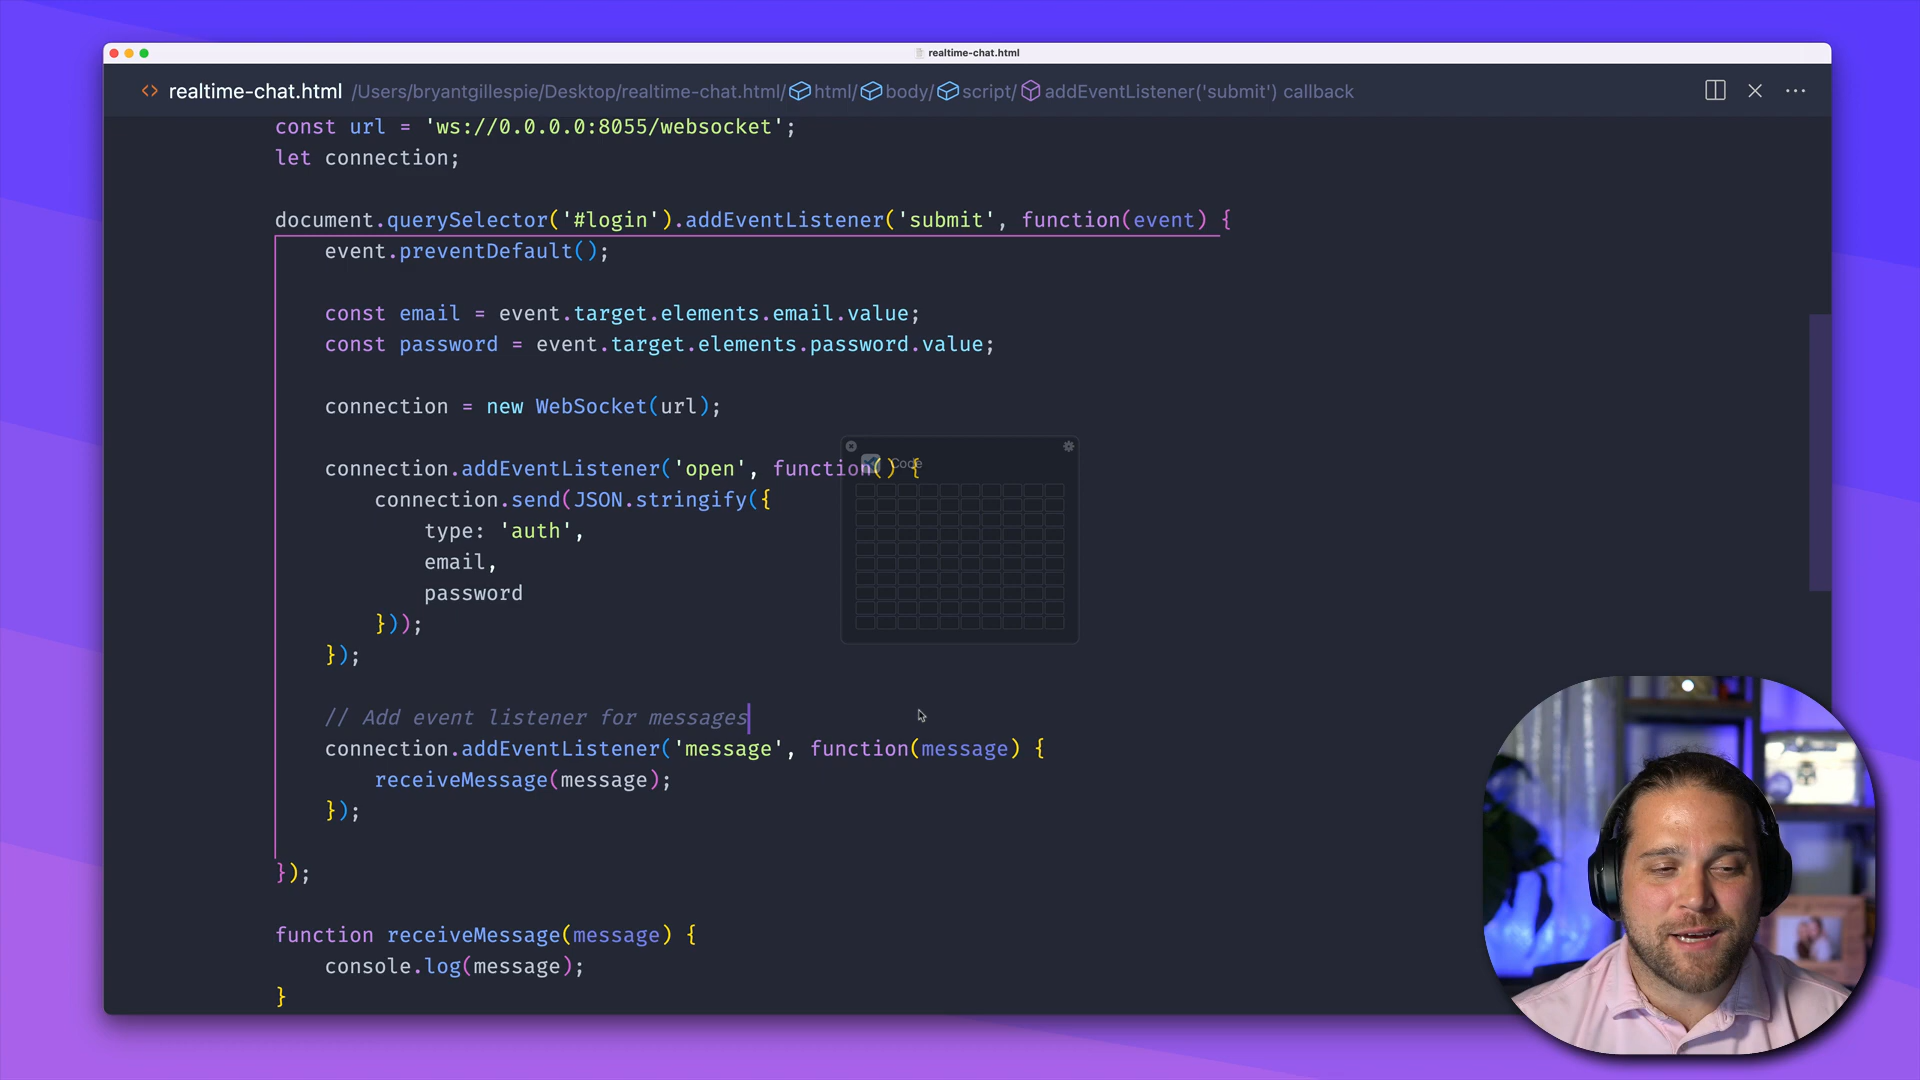 realtime-chat.html
<> realtime-chat.html /Users/bryantgillespie/Desktop/realtime-chat.html/ html/ body/ script/ addEventListener('submit') callback
const url = 'ws://0.0.0.0:8055/websocket';
let connection;
document.querySelector('#login').addEventListener('submit', function(event) {
event.preventDefault();
const email = event.target.elements.email.value;
const password = event.target.elements.password.value;
connection = new WebSocket(url);
connection.addEventListener('open', function() {
Code
connection.send(JSON.stringify({
type: 'auth',
email,
password
}));
});
// Add event listener for messages
connection.addEventListener('message', function(message) {
receiveMessage(message);
});
});
function receiveMessage(message) {
console.log(message);
}